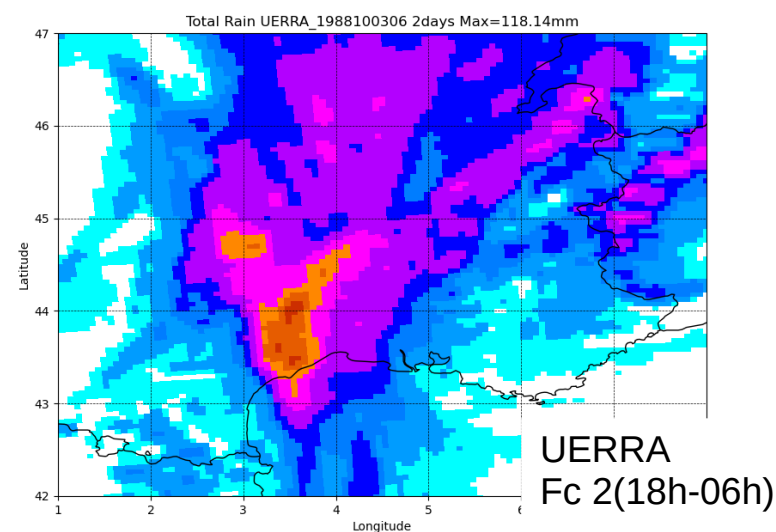 Total Rain UERRA_1988100306 2days Max=118.14mm
47
46
45
44
43
42
Latitude
1
2
3
4
5
6
Longitude
UERRA
Fc 2(18h-06h)